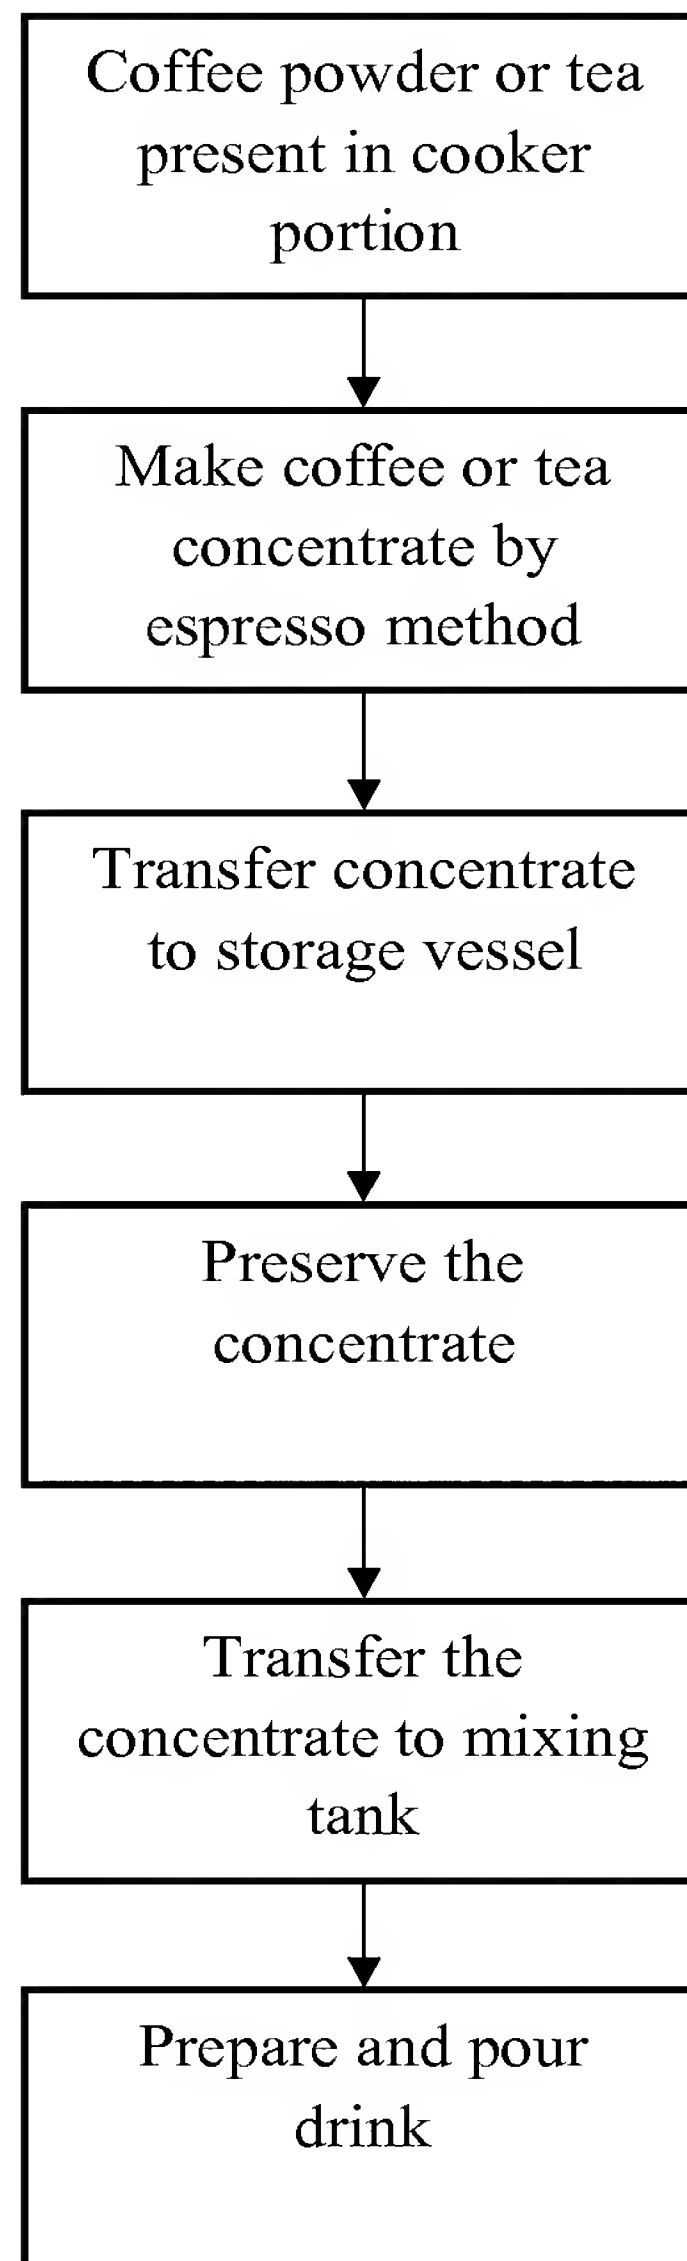 Coffee powder or tea
present in cooker
portion
Make coffee or tea
concentrate by
espresso method
Transfer concentrate
to storage vessel
Preserve the
concentrate
Transfer the
concentrate to mixing
tank
Prepare and pour
drink